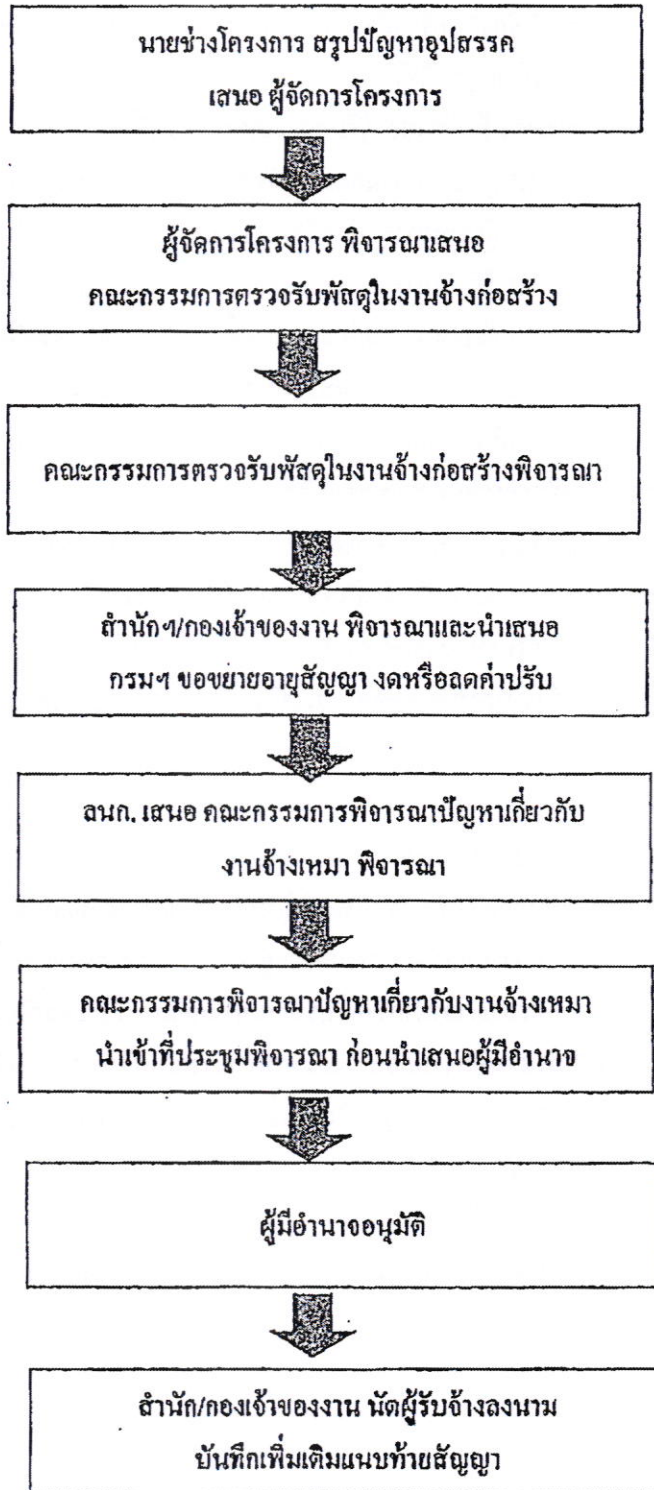 นายช่างโครงการ สรุปปัญหาอุปสรรค
เสนอ ผู้จัดการโครงการ
ผู้จัดการโครงการ พิจารณาเสนอ
คณะกรรมการตรวจรับพัสดุในงานจ้างก่อสร้าง
คณะกรรมการตรวจรับพัสดุในงานจ้างก่อสร้างพิจารณา
สำนักฯ/กองเจ้าของงาน พิจารณาและนำเสนอ
กรมฯ ขอขยายอายุสัญญา งดหรือลดค่าปรับ
ลนก. เสนอ คณะกรรมการพิจารณาปัญหาเกี่ยวกับ
งานจ้างเหมา พิจารณา
คณะกรรมการพิจารณาปัญหาเกี่ยวกับงานจ้างเหมา
นำเข้าที่ประชุมพิจารณา ก่อนนำเสนอผู้มีอำนาจ
ผู้มีอำนาจอนุมัติ
สำนัก/กองเจ้าของงาน นัดผู้รับจ้างลงนาม
บันทึกเพิ่มเติมแนบท้ายสัญญา